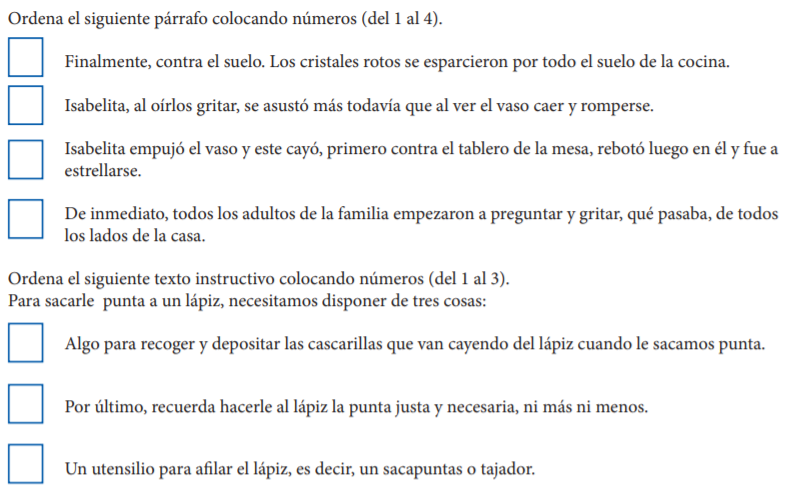 Ordena el siguiente párrafo colocando números (del 1 al 4).
Finalmente, contra el suelo. Los cristales rotos se esparcieron por todo el suelo de la cocina.
Isabelita, al oírlos gritar, se asustó más todavía que al ver el vaso caer y romperse.
Isabelita empujó el vaso y este cayó, primero contra el tablero de la mesa, rebotó luego en él y fue a
estrellarse.
De inmediato, todos los adultos de la familia empezaron a preguntar y gritar, qué pasaba, de todos
los lados de la casa.
Ordena el siguiente texto instructivo colocando números (del 1 al 3).
Para sacarle punta a un lápiz, necesitamos disponer de tres cosas:
Algo para recoger y depositar las cascarillas que van cayendo del lápiz cuando le sacamos punta.
Por último, recuerda hacerle al lápiz la punta justa y necesaria, ni más ni menos.
Un utensilio para afilar el lápiz, es decir, un sacapuntas o tajador.